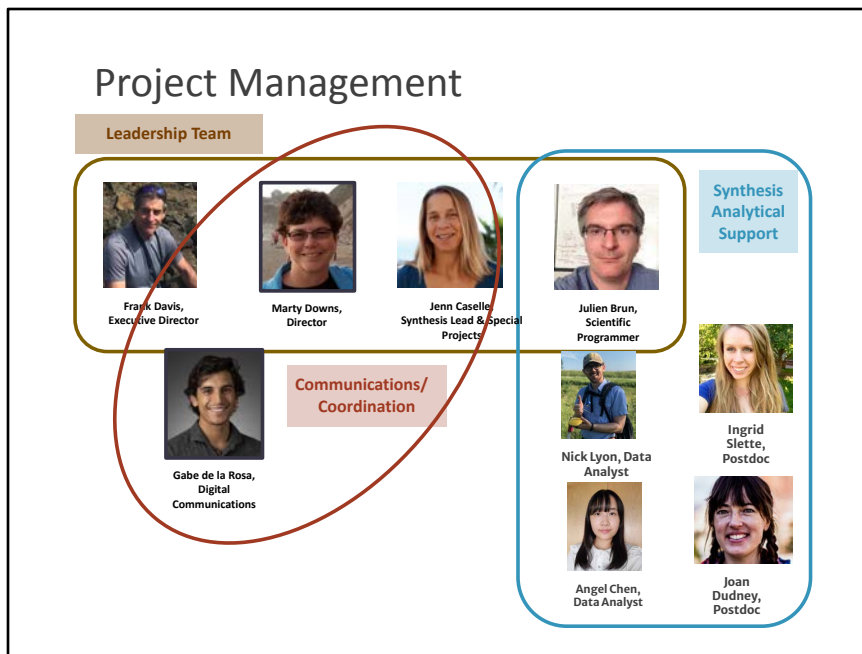 Project Management
Leadership Team
Synthesis
Analytical
Support
Frank Davis,
Executive Director
Marty Downs,
Director
Jenn Caselle,
Synthesis Lead & Special
Projects
Julien Brun,
Scientific
Programmer
Communications/
Coordination
Gabe de la Rosa,
Digital
Communications
Nick Lyon, Data
Analyst
Ingrid
Slette,
Postdoc
Angel Chen,
Data Analyst
Joan
Dudney,
Postdoc